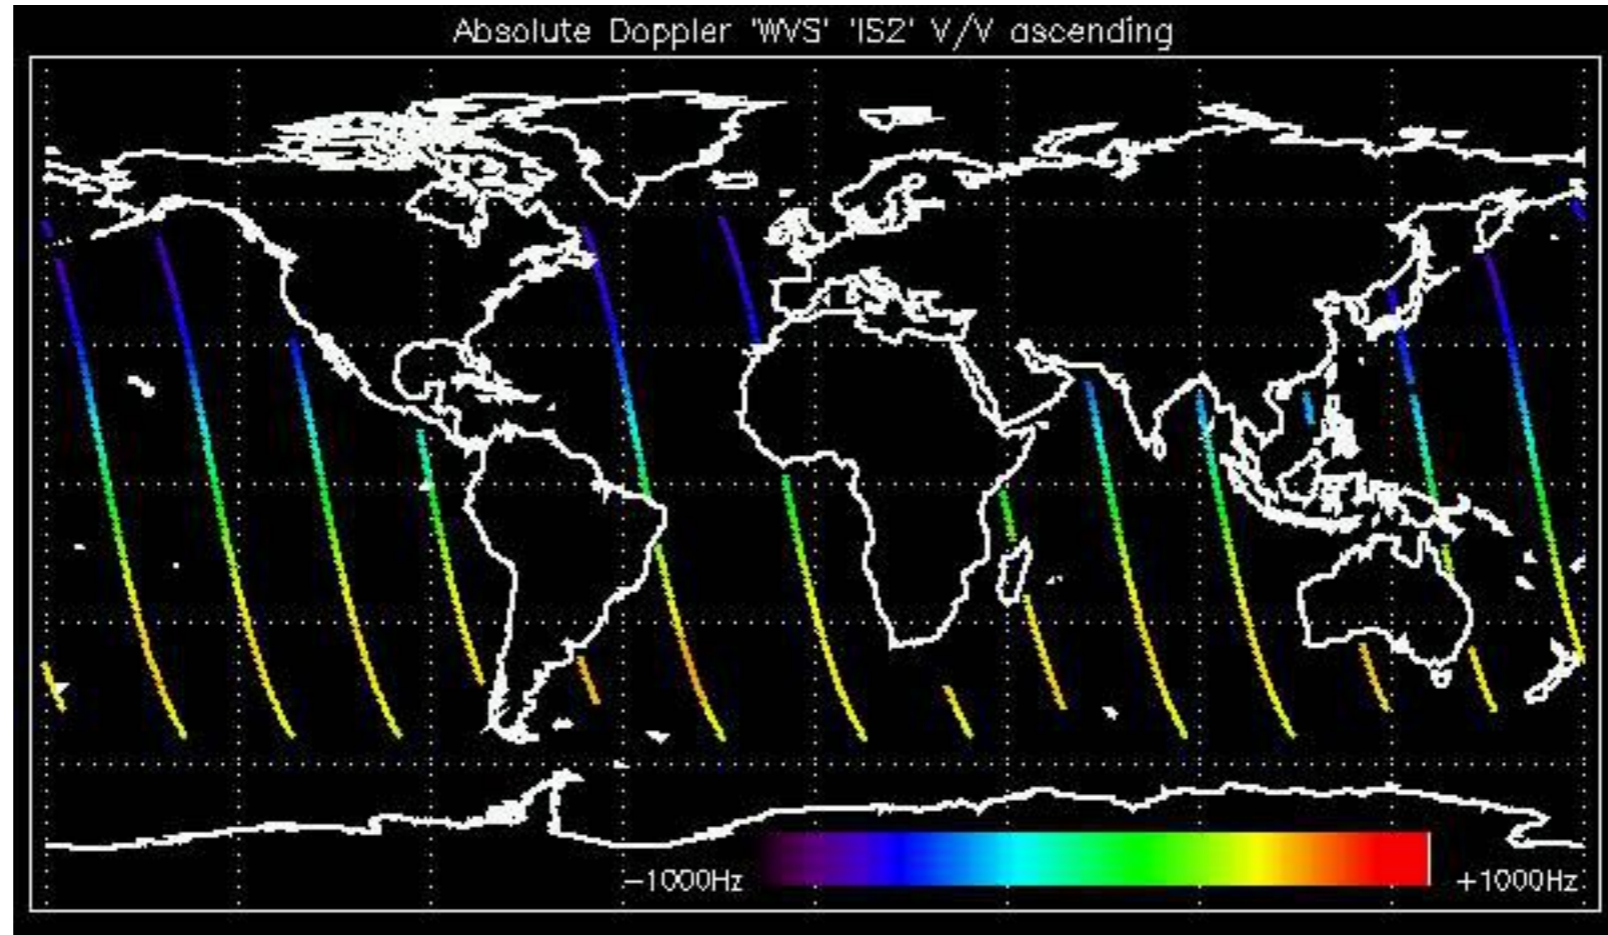 Absolute Doppler 'WVS' 'IS2' V/V ascending
−1000Hz +1000Hz